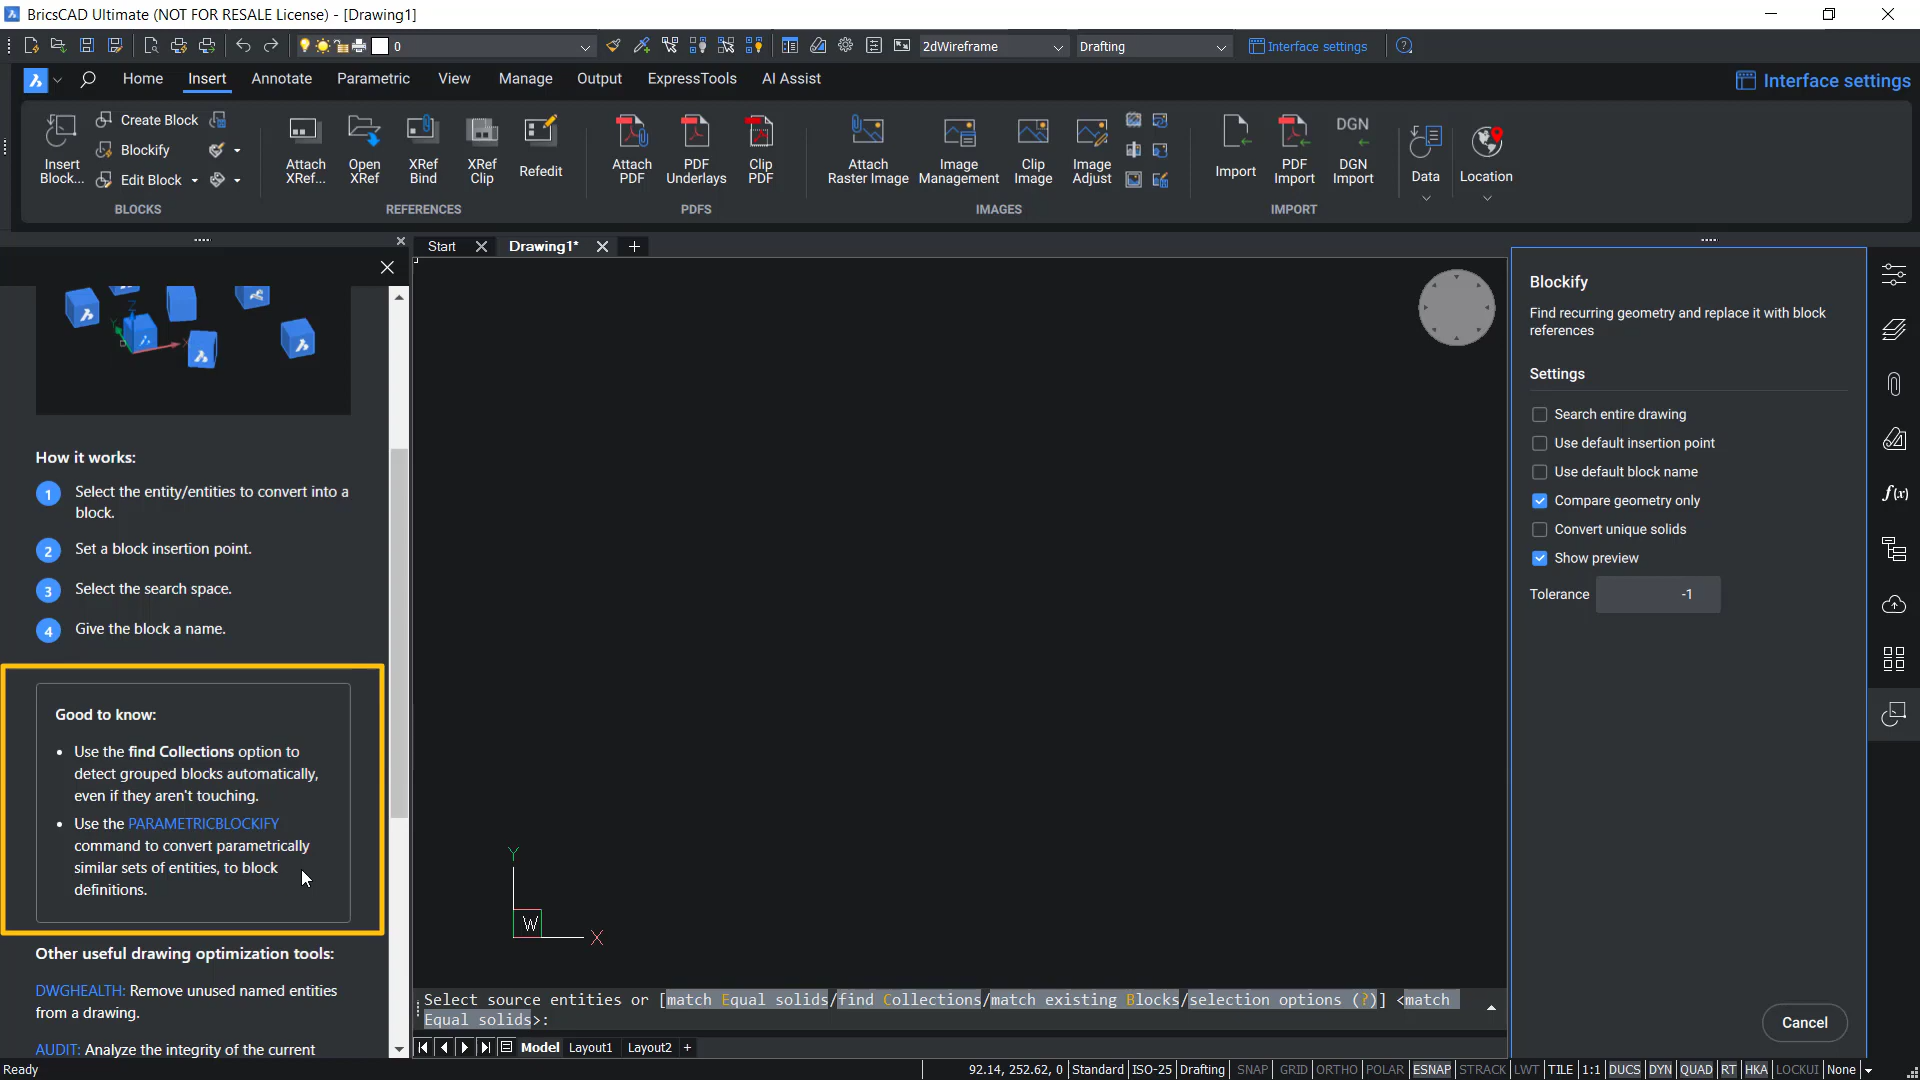 BricsCAD Ultimate (NOT FOR RESALE License) - [Drawing1]
0
2dWireframe
Drafting
Interface settings
Home
Insert
Annotate
Parametric
View
Manage
Output
ExpressTools
AI Assist
Interface settings
Insert
Block...
Create Block
Blockify
Edit Block
BLOCKS
Attach
XRef...
Open
XRef
XRef
Bind
XRef
Clip
Refedit
REFERENCES
Attach
PDF
PDF
Underlays
Clip
PDF
PDFS
Attach
Raster Image
Image
Management
Clip
Image
Image
Adjust
IMAGES
Import
PDF
Import
DGN
DGN
Import
IMPORT
Data
Location
Start
Drawing1*
How it works:
1 Select the entity/entities to convert into a
block.
2 Set a block insertion point.
3 Select the search space.
4 Give the block a name.
Good to know:
• Use the find Collections option to
detect grouped blocks automatically,
even if they aren't touching.
• Use the PARAMETRICBLOCKIFY
command to convert parametrically
similar sets of entities, to block
definitions.
Other useful drawing optimization tools:
DWGHEALTH: Remove unused named entities
from a drawing.
AUDIT: Analyze the integrity of the current
Y
W
X
Select source entities or [match Equal solids/find Collections/match existing Blocks/selection options (?)] <match
Equal solids>:
Model
Layout1
Layout2
+
Blockify
Find recurring geometry and replace it with block
references
Settings
Search entire drawing
Use default insertion point
Use default block name
Compare geometry only
Convert unique solids
Show preview
Tolerance -1
f(x)
Cancel
Ready
92.14, 252.62, 0
Standard
ISO-25
Drafting
SNAP
GRID
ORTHO
POLAR
ESNAP
STRACK
LWT
TILE
1:1
DUCS
DYN
QUAD
RT
HKA
LOCKUI
None